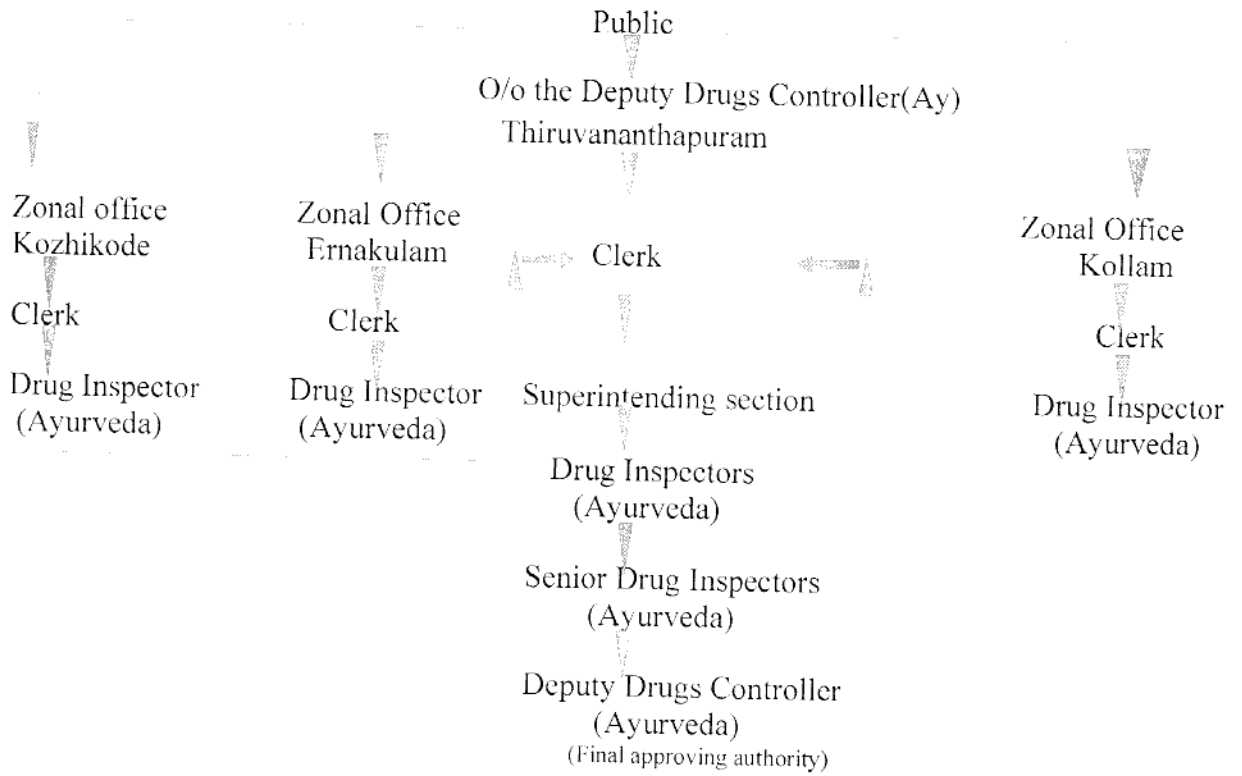 Public
O/o the Deputy Drugs Controller(Ay)
Thiruvananthapuram
Zonal office
Kozhikode
Clerk
Drug Inspector
(Ayurveda)
Zonal Office
Ernakulam
Clerk
Drug Inspector
(Ayurveda)
Clerk
Superintending section
Drug Inspectors
(Ayurveda)
Senior Drug Inspectors
(Ayurveda)
Deputy Drugs Controller
(Ayurveda)
(Final approving authority)
Zonal Office
Kollam
Clerk
Drug Inspector
(Ayurveda)